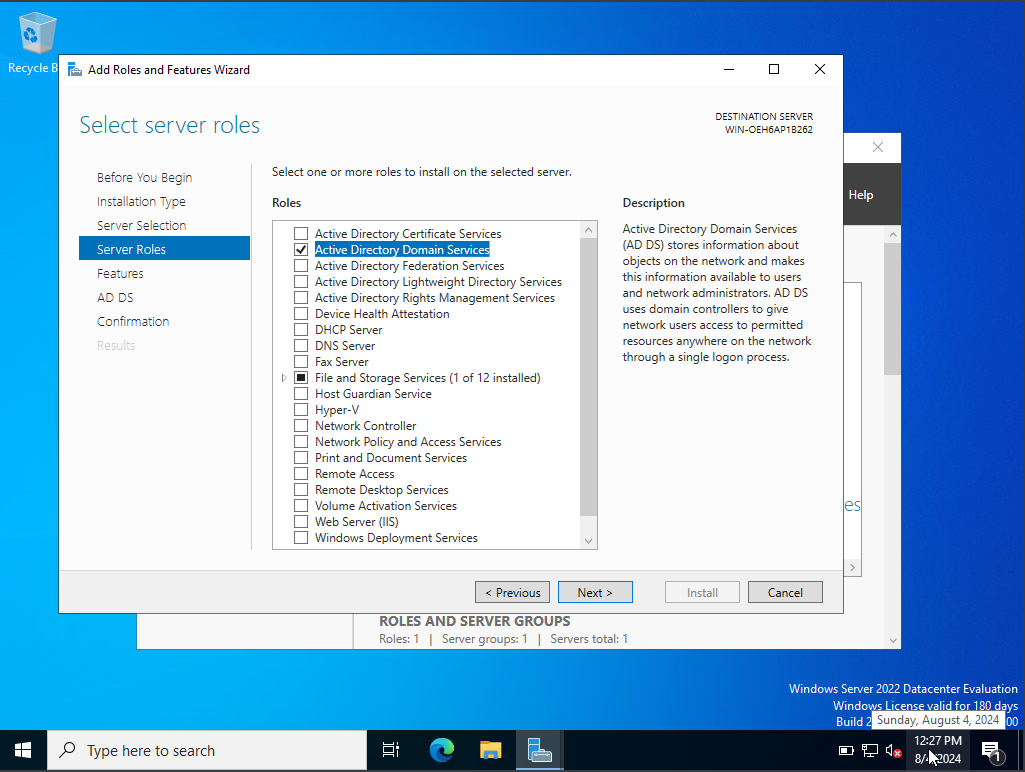 Recycle B
Add Roles and Features Wizard
Select server roles
DESTINATION SERVER
WIN-OEH6AP1B262
Before You Begin
Installation Type
Server Selection
Server Roles
Features
AD DS
Confirmation
Results
Select one or more roles to install on the selected server.
Roles
Active Directory Certificate Services
Active Directory Domain Services
Active Directory Federation Services
Active Directory Lightweight Directory Services
Active Directory Rights Management Services
Device Health Attestation
DHCP Server
DNS Server
Fax Server
File and Storage Services (1 of 12 installed)
Host Guardian Service
Hyper-V
Network Controller
Network Policy and Access Services
Print and Document Services
Remote Access
Remote Desktop Services
Volume Activation Services
Web Server (IIS)
Windows Deployment Services
Description
Active Directory Domain Services
(AD DS) stores information about
objects on the network and makes
this information available to users
and network administrators. AD DS
uses domain controllers to give
network users access to permitted
resources anywhere on the network
through a single logon process.
Help
es
< Previous
Next >
Install
Cancel
ROLES AND SERVER GROUPS
Roles: 1 | Server groups: 1 | Servers total: 1
Windows Server 2022 Datacenter Evaluation
Windows License valid for 180 days
Build 2
00
Sunday, August 4, 2024
Type here to search
12:27 PM
8/4/2024
1